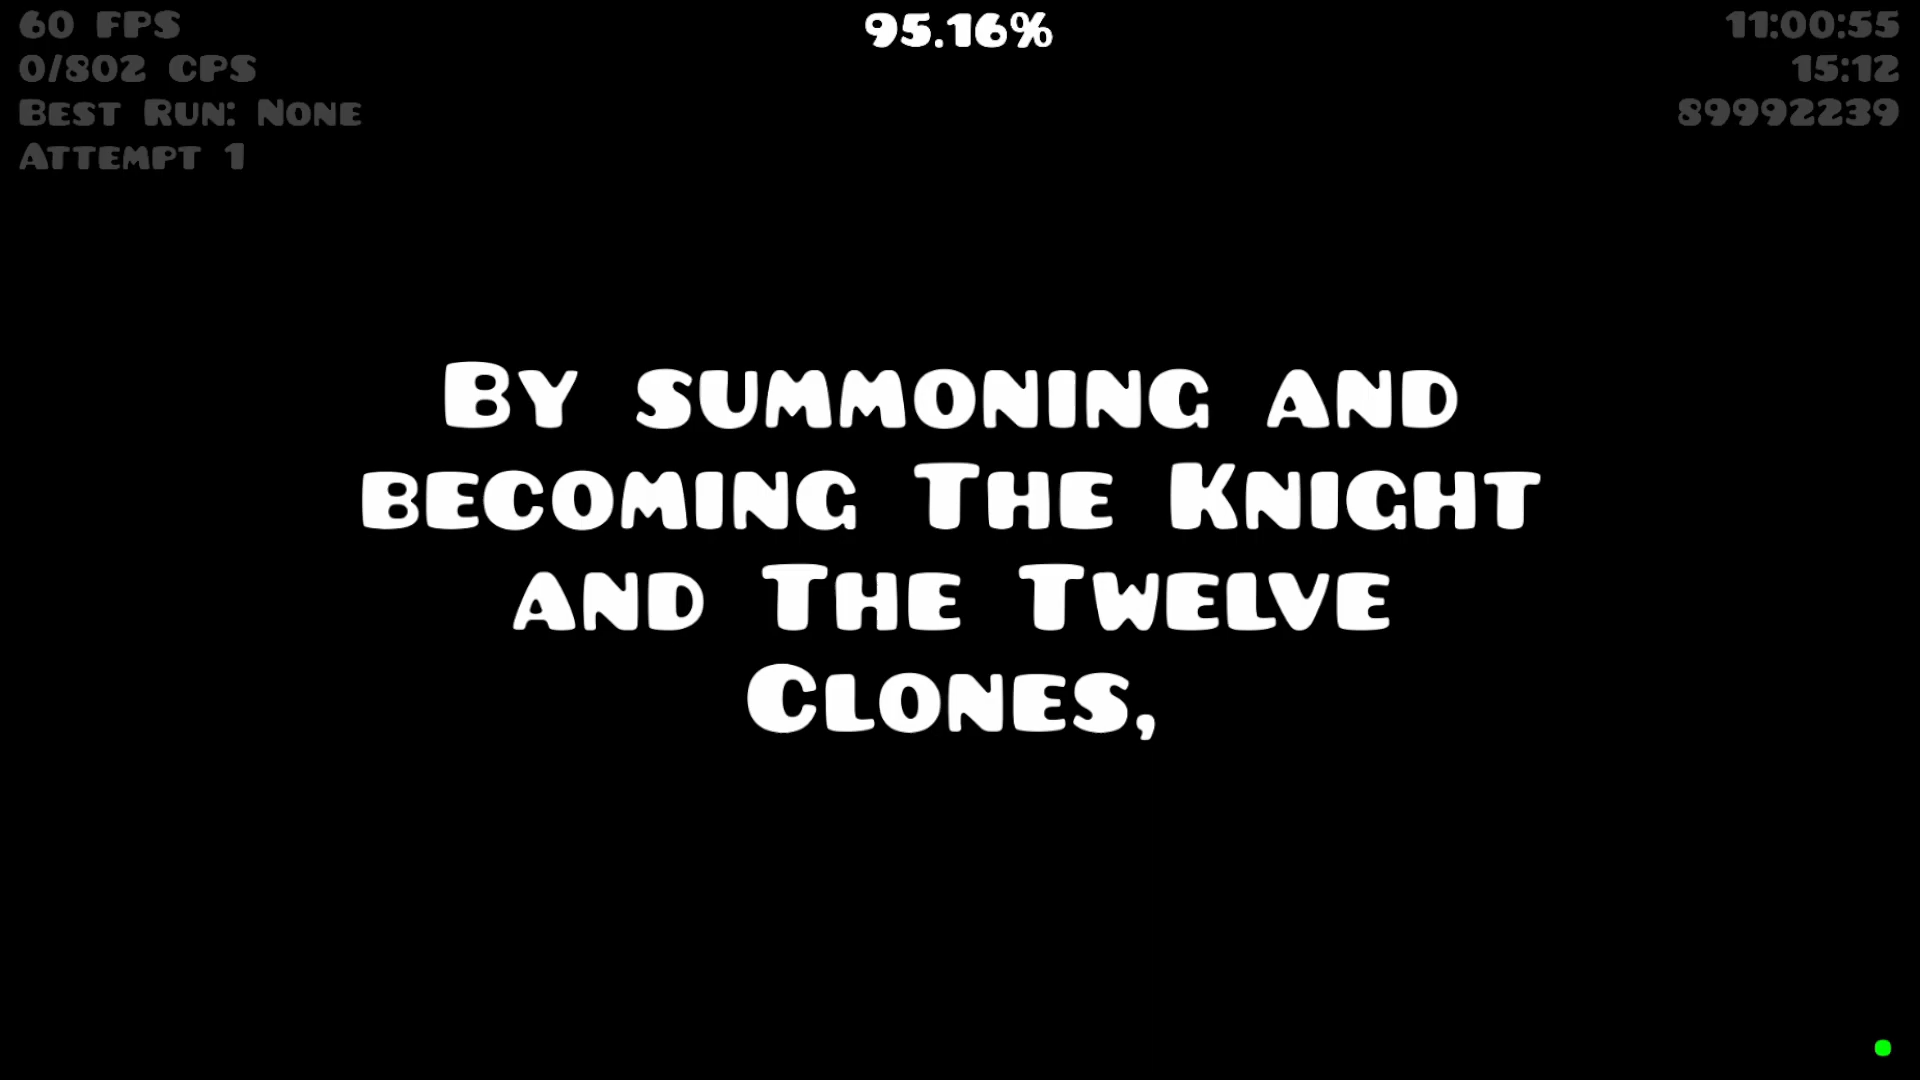 60 FPS
95.16%
11:00:55
0/802 CPS
15:12
Best Run: None
89992239
Attempt 1
By summoning and
becoming The Knight
and The Twelve
Clones,